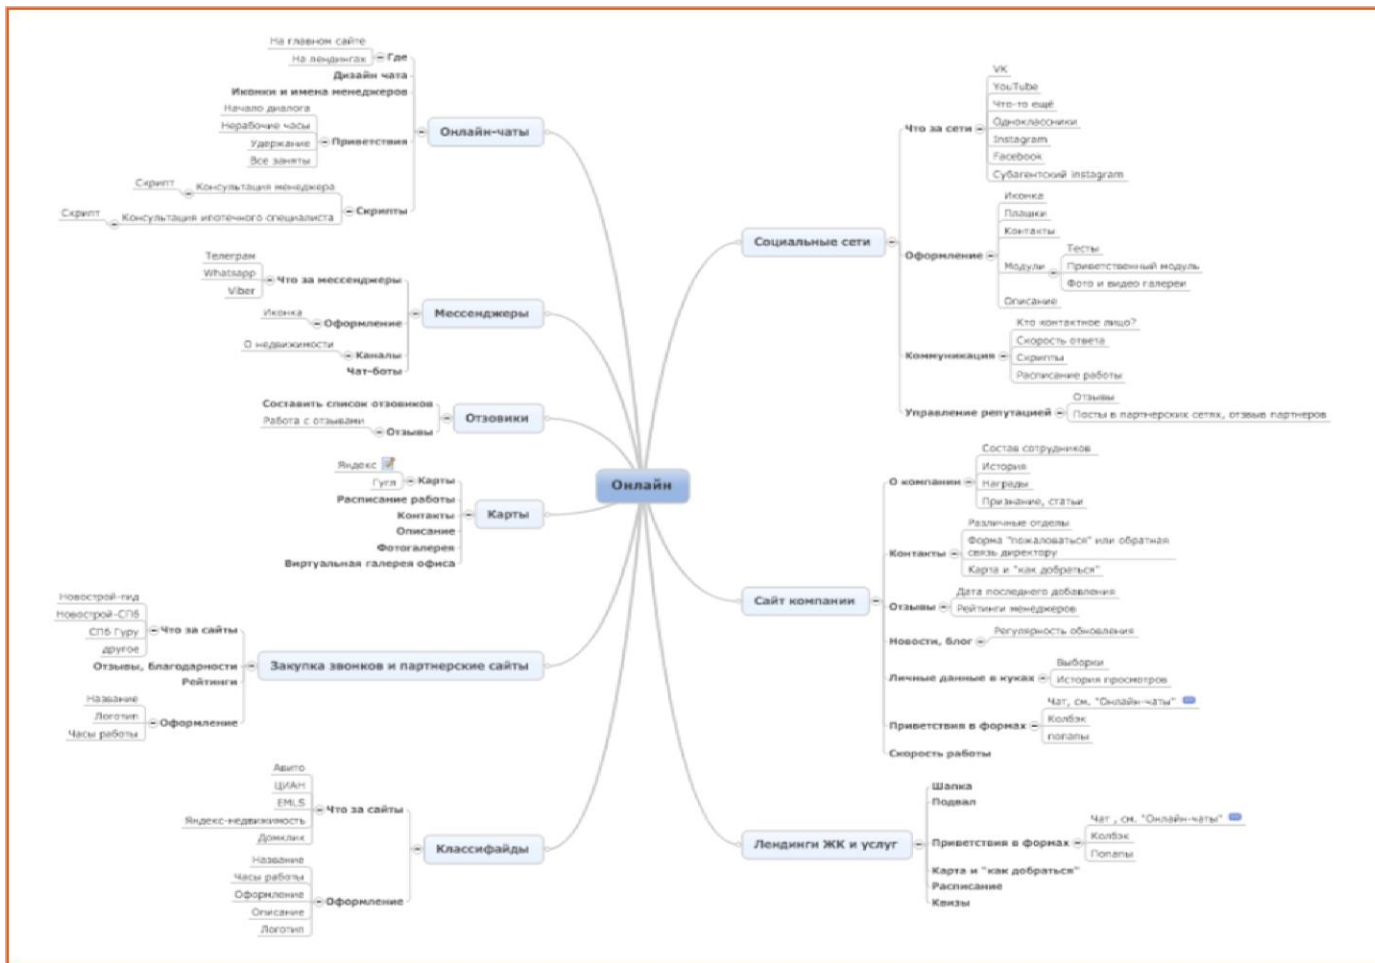 Онлайн
Онлайн-чаты
Где
На главном сайте
На лендингах
Дизайн чата
Иконки и имена менеджеров
Приветствия
Начало диалога
Нерабочие часы
Удержание
Все заняты
Скрипты
Консультация менеджера
Скрипт
Консультация ипотечного специалиста
Скрипт
Мессенджеры
Что за мессенджеры
Телеграм
Whatsapp
Viber
Оформление
Иконка
Каналы
О недвижимости
Чат-боты
Отзовики
Составить список отзовиков
Отзывы
Работа с отзывами
Карты
Карты
Яндекс
Гугл
Расписание работы
Контакты
Описание
Фотогалерея
Виртуальная галерея офиса
Закупка звонков и партнерские сайты
Что за сайты
Новострой-гид
Новострой-СПб
СПб Гуру
другое
Отзывы, благодарности
Рейтинги
Оформление
Название
Логотип
Часы работы
Классифайды
Что за сайты
Авито
ЦИАН
EMLS
Яндекс-недвижимость
Домклик
Оформление
Название
Часы работы
Оформление
Описание
Логотип
Социальные сети
Что за сети
VK
YouTube
Что-то ещё
Одноклассники
Instagram
Facebook
Субагентский instagram
Оформление
Иконка
Плашки
Контакты
Модули
Тесты
Приветственный модуль
Фото и видео галереи
Описание
Коммуникация
Кто контактное лицо?
Скорость ответа
Скрипты
Расписание работы
Управление репутацией
Отзывы
Посты в партнерских сетях, отзвыв партнеров
Сайт компании
О компании
Состав сотрудников
История
Награды
Признание, статьи
Контакты
Различные отделы
Форма "пожаловаться" или обратная
связь директору
Карта и "как добраться"
Отзывы
Дата последнего добавления
Рейтинги менеджеров
Новости, блог
Регулярность обновления
Личные данные в куках
Выборки
История просмотров
Приветствия в формах
Чат, см. "Онлайн-чаты"
Колбэк
попапы
Скорость работы
Лендинги ЖК и услуг
Шапка
Подвал
Приветствия в формах
Чат , см. "Онлайн-чаты"
Колбэк
Попапы
Карта и "как добраться"
Расписание
Квизы